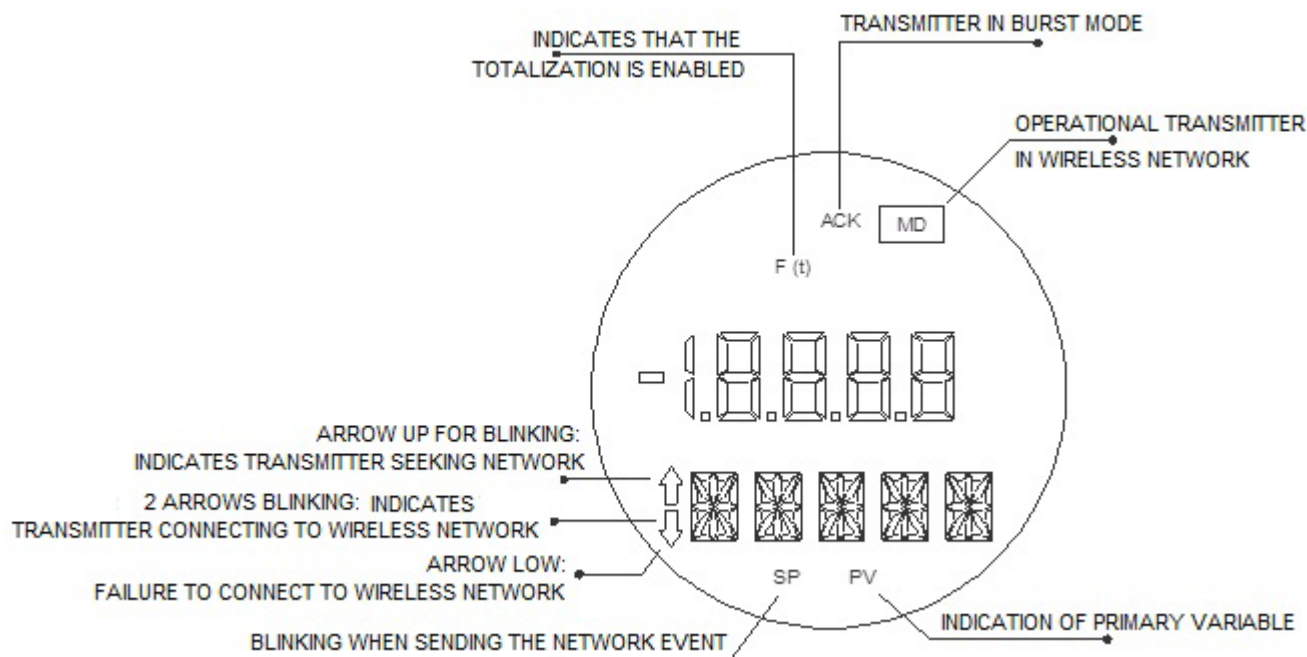 TRANSMITTER IN BURST MODE
INDICATES THAT THE
TOTALIZATION IS ENABLED
OPERATIONAL TRANSMITTER
IN WIRELESS NETWORK
ACK
MD
F (t)
-1.8.8.8.8
ARROW UP FOR BLINKING:
INDICATES TRANSMITTER SEEKING NETWORK
2 ARROWS BLINKING: INDICATES
TRANSMITTER CONNECTING TO WIRELESS NETWORK
ARROW LOW:
FAILURE TO CONNECT TO WIRELESS NETWORK
SP PV
BLINKING WHEN SENDING THE NETWORK EVENT
INDICATION OF PRIMARY VARIABLE